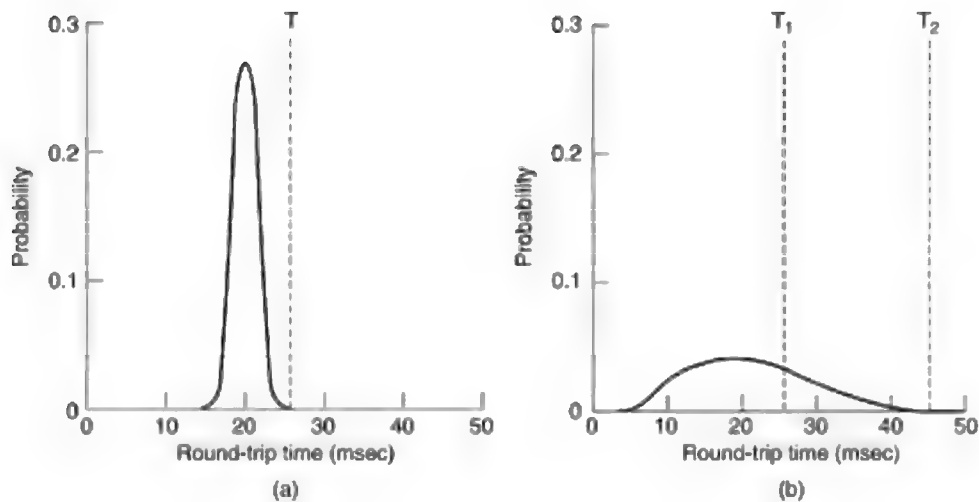 0.3
T
0.2
Probability
0.1
0
0 10 20 30 40 50
Round-trip time (msec)
(a)
0.3
T₁
T₂
0.2
Probability
0.1
0
0 10 20 30 40 50
Round-trip time (msec)
(b)